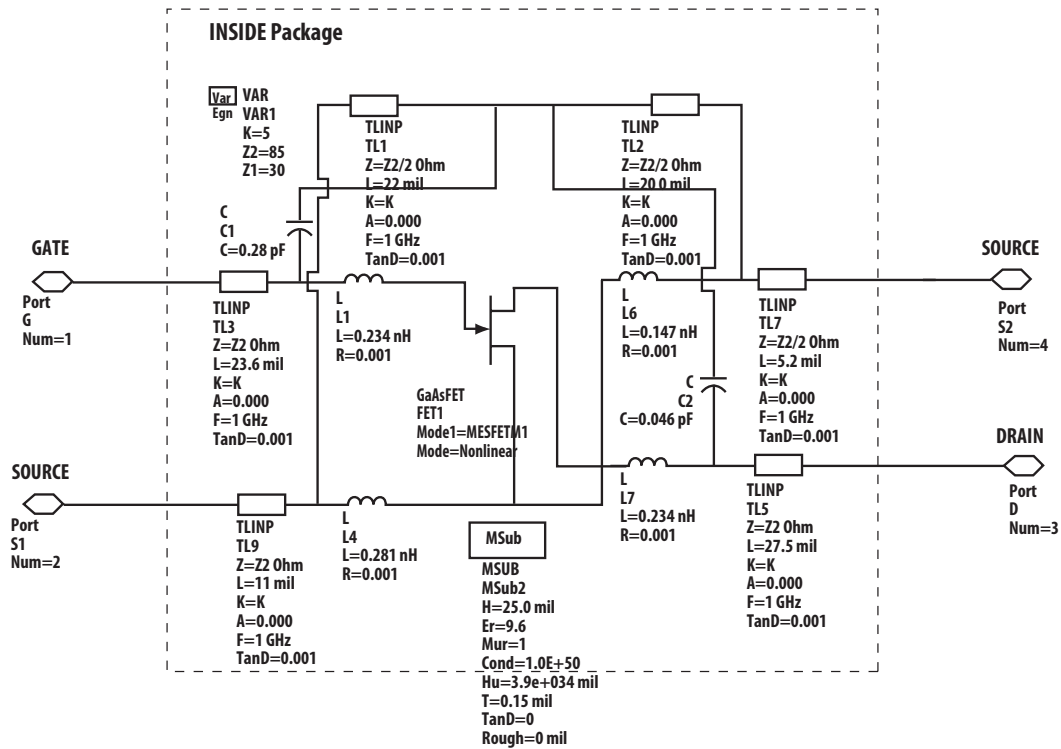 INSIDE Package
Var VAR
Egn VAR1
K=5
Z2=85
Z1=30
TLINP
TL1
Z=Z2/2 Ohm
L=22 mil
K=K
A=0.000
F=1 GHz
TanD=0.001
TLINP
TL2
Z=Z2/2 Ohm
L=20 0 mil
K=K
A=0.000
F=1 GHz
TanD=0.001
C
C1
C=0.28 pF
GATE
Port
G
Num=1
TLINP
TL3
Z=Z2 Ohm
L=23.6 mil
K=K
A=0.000
F=1 GHz
TanD=0.001
L
L1
L=0.234 nH
R=0.001
GaAsFET
FET1
Mode1=MESFETM1
Mode=Nonlinear
L
L6
L=0.147 nH
R=0.001
C
C2
C=0.046 pF
TLINP
TL7
Z=Z2/2 Ohm
L=5.2 mil
K=K
A=0.000
F=1 GHz
TanD=0.001
SOURCE
Port
S2
Num=4
SOURCE
Port
S1
Num=2
TLINP
TL9
Z=Z2 Ohm
L=11 mil
K=K
A=0.000
F=1 GHz
TanD=0.001
L
L4
L=0.281 nH
R=0.001
MSub
MSUB
MSub2
H=25.0 mil
Er=9.6
Mur=1
Cond=1.0E+50
Hu=3.9e+034 mil
T=0.15 mil
TanD=0
Rough=0 mil
L
L7
L=0.234 nH
R=0.001
TLINP
TL5
Z=Z2 Ohm
L=27.5 mil
K=K
A=0.000
F=1 GHz
TanD=0.001
DRAIN
Port
D
Num=3